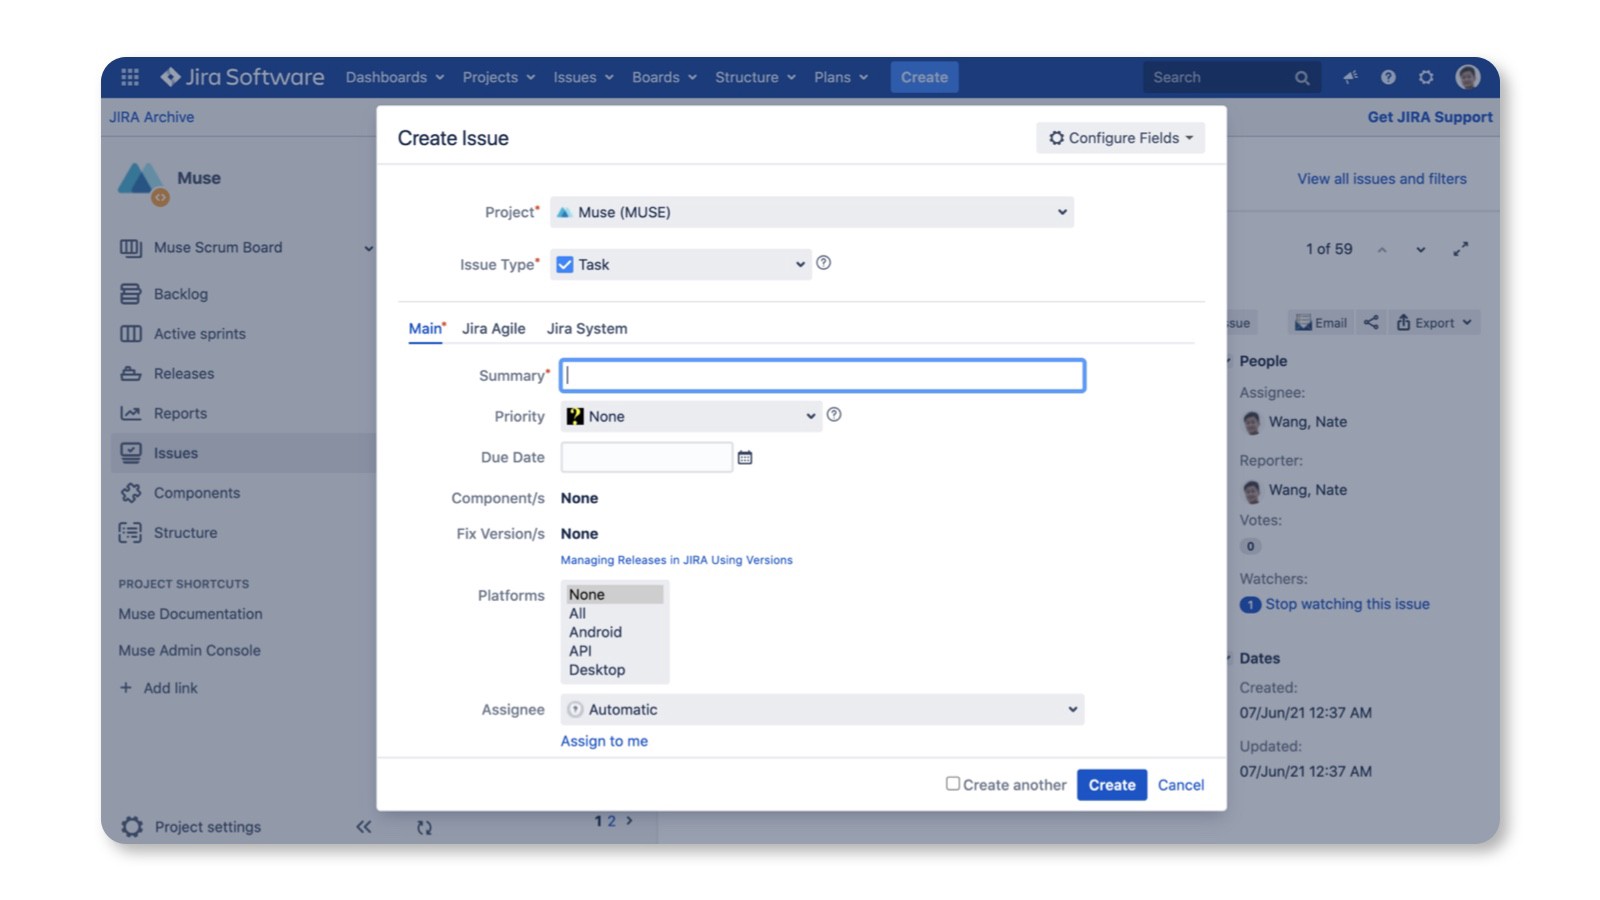 Jira Software Dashboards Projects Issues Boards Structure Plans Create Search
JIRA Archive
Get JIRA Support
Muse
Muse Scrum Board
Backlog
Active sprints
Releases
Reports
Issues
Components
Structure
PROJECT SHORTCUTS
Muse Documentation
Muse Admin Console
+ Add link
Project settings
Create Issue
Configure Fields
Project* Muse (MUSE)
Issue Type* Task
Main* Jira Agile Jira System
Summary*
Priority None
Due Date
Component/s None
Fix Version/s None
Managing Releases in JIRA Using Versions
Platforms None
All
Android
API
Desktop
Assignee Automatic
Assign to me
Create another Create Cancel
1 2
View all issues and filters
1 of 59
sue Email Export
People
Assignee:
Wang, Nate
Reporter:
Wang, Nate
Votes:
0
Watchers:
1 Stop watching this issue
Dates
Created:
07/Jun/21 12:37 AM
Updated:
07/Jun/21 12:37 AM